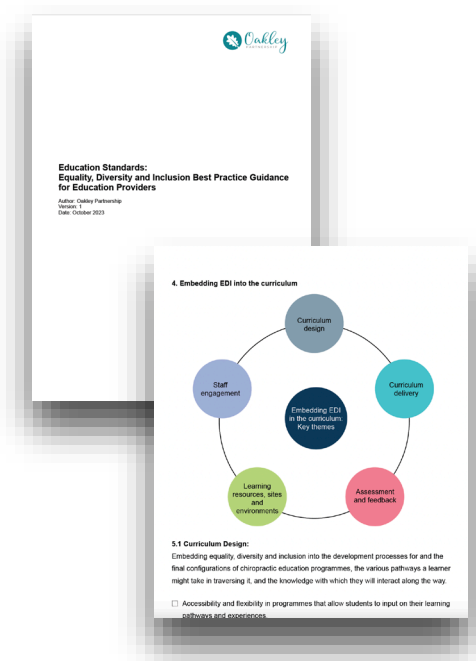 Oakley
PARTNERSHIP
Education Standards:
Equality, Diversity and Inclusion Best Practice Guidance
for Education Providers
Author: Oakley Partnership
Version: 1
Date: October 2023
4. Embedding EDI into the curriculum
Curriculum
design
Staff
engagement
Curriculum
delivery
Embedding EDI
in the curriculum:
Key themes
Learning
resources, sites
and
environments
Assessment
and feedback
5.1 Curriculum Design:
Embedding equality, diversity and inclusion into the development processes for and the
final configurations of chiropractic education programmes, the various pathways a learner
might take in traversing it, and the knowledge with which they will interact along the way.
☐ Accessibility and flexibility in programmes that allow students to input on their learning
pathways and experiences.